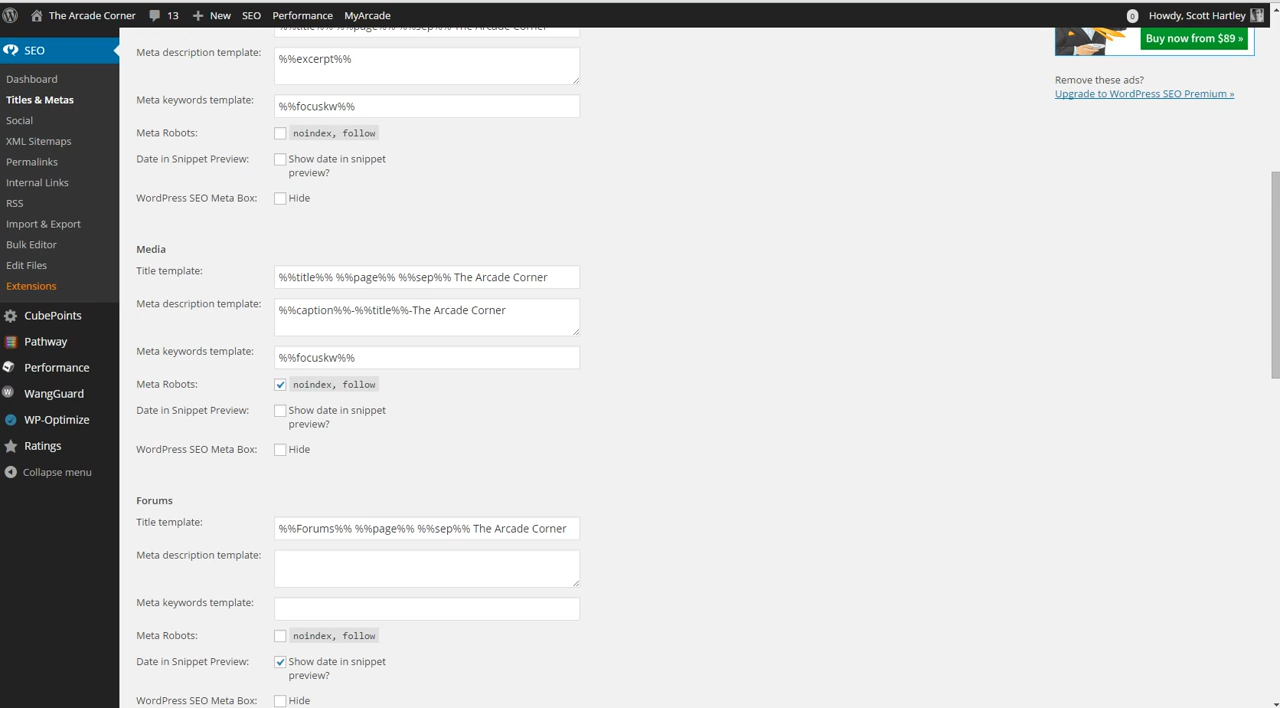 The Arcade Corner 13 New SEO Performance MyArcade 0 Howdy, Scott Hartley
SEO
Dashboard
Titles & Metas
Social
XML Sitemaps
Permalinks
Internal Links
RSS
Import & Export
Bulk Editor
Edit Files
Extensions
CubePoints
Pathway
Performance
WangGuard
WP-Optimize
Ratings
Collapse menu
%%title%% %%page%% %%sep%% The Arcade Corner
Meta description template: %%excerpt%%
Meta keywords template: %%focuskw%%
Meta Robots: noindex, follow
Date in Snippet Preview: Show date in snippet
preview?
WordPress SEO Meta Box: Hide
Media
Title template: %%title%% %%page%% %%sep%% The Arcade Corner
Meta description template: %%caption%%-%%title%%-The Arcade Corner
Meta keywords template: %%focuskw%%
Meta Robots: noindex, follow
Date in Snippet Preview: Show date in snippet
preview?
WordPress SEO Meta Box: Hide
Forums
Title template: %%Forums%% %%page%% %%sep%% The Arcade Corner
Meta description template:
Meta keywords template:
Meta Robots: noindex, follow
Date in Snippet Preview: Show date in snippet
preview?
WordPress SEO Meta Box: Hide
Buy now from $89 »
Remove these ads?
Upgrade to WordPress SEO Premium »